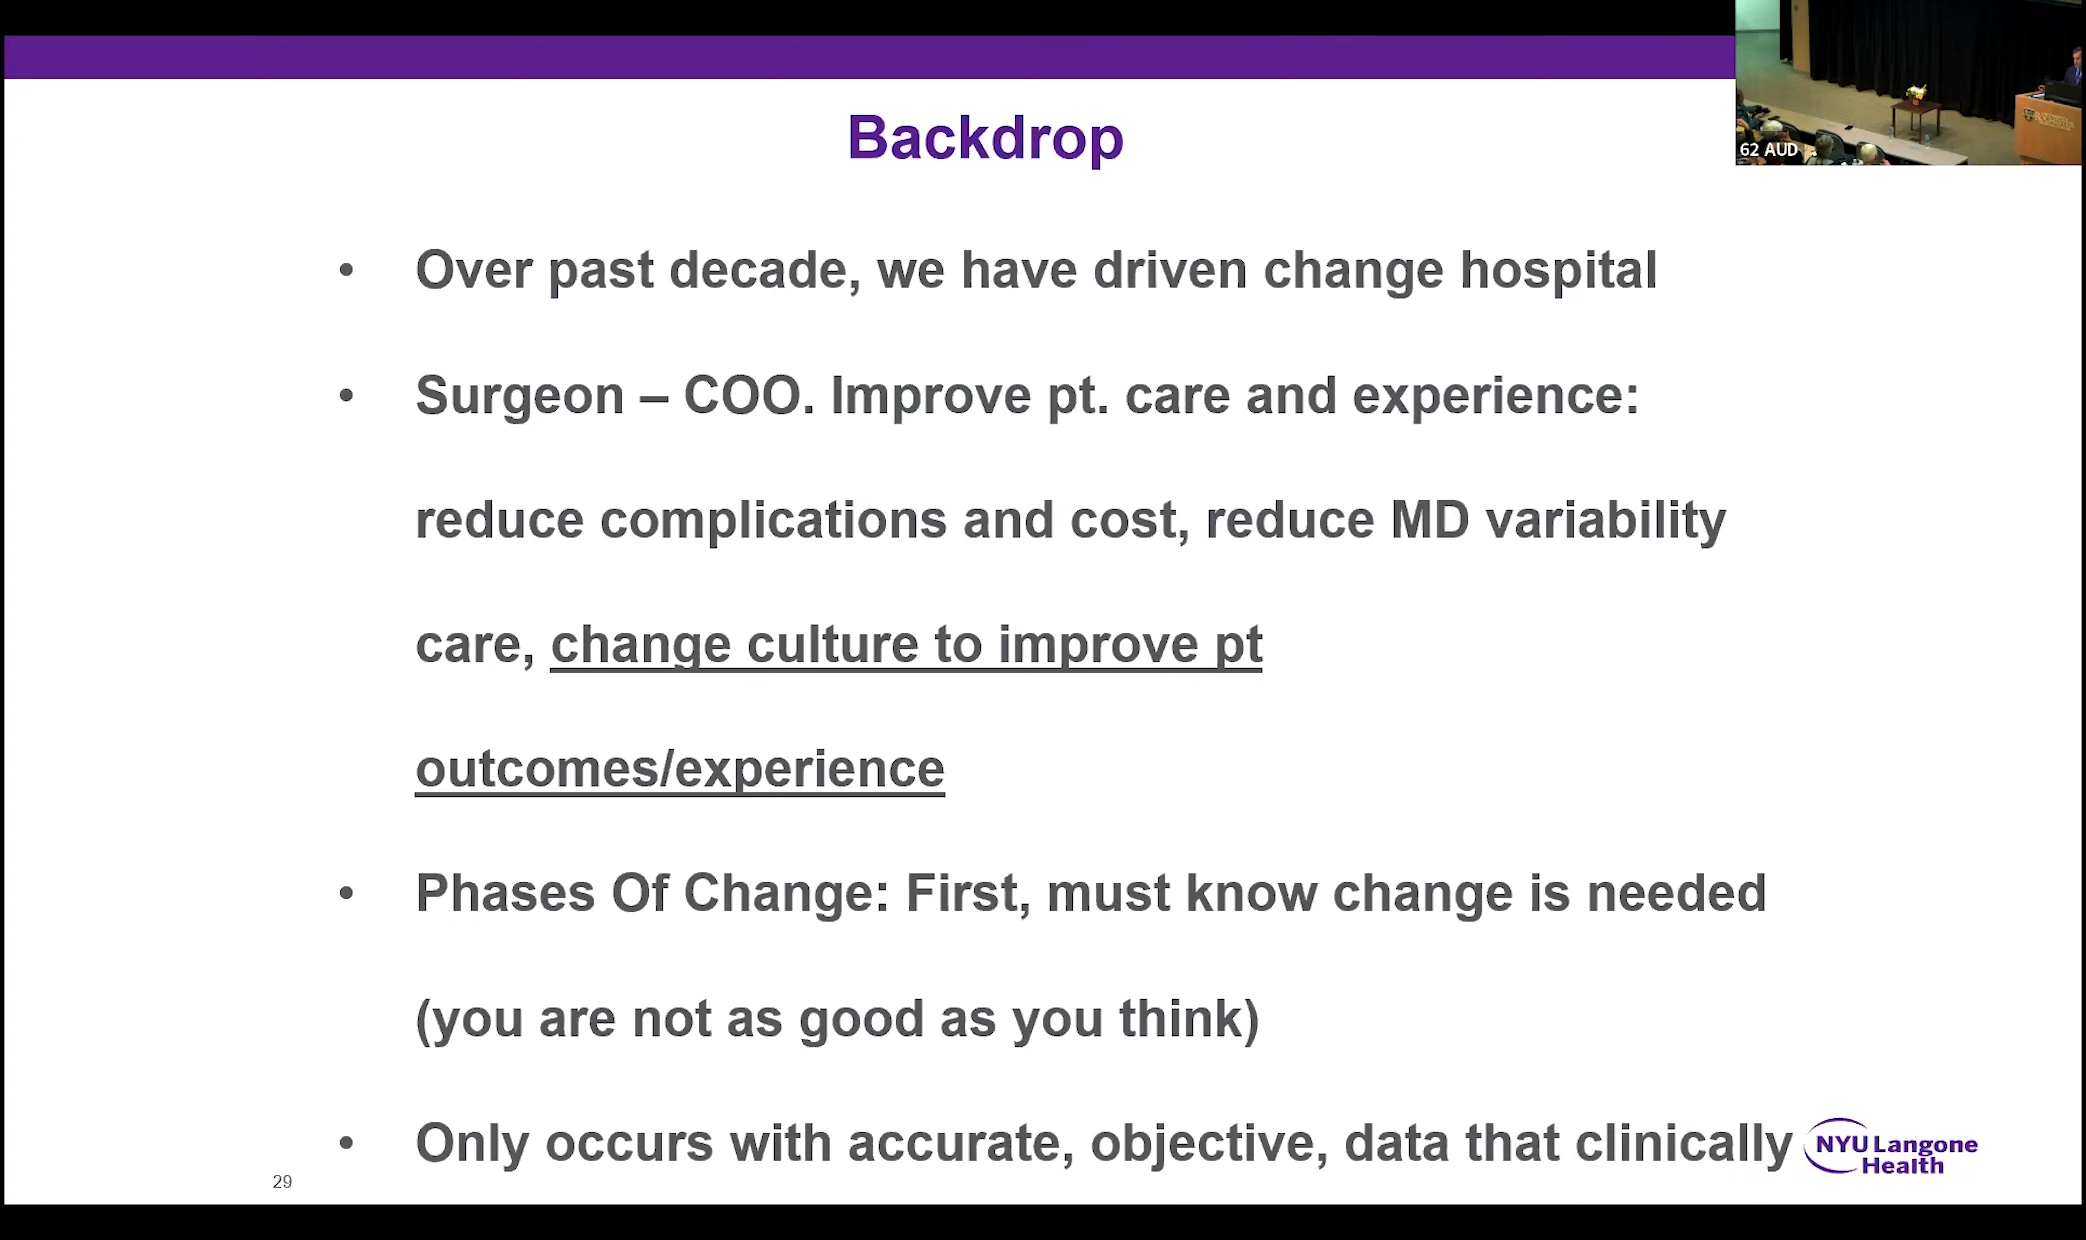 Backdrop
62 AUD
• Over past decade, we have driven change hospital
• Surgeon – COO. Improve pt. care and experience:
reduce complications and cost, reduce MD variability
care, change culture to improve pt
outcomes/experience
• Phases Of Change: First, must know change is needed
(you are not as good as you think)
• Only occurs with accurate, objective, data that clinically
NYU Langone
Health
29
ROCHESTER